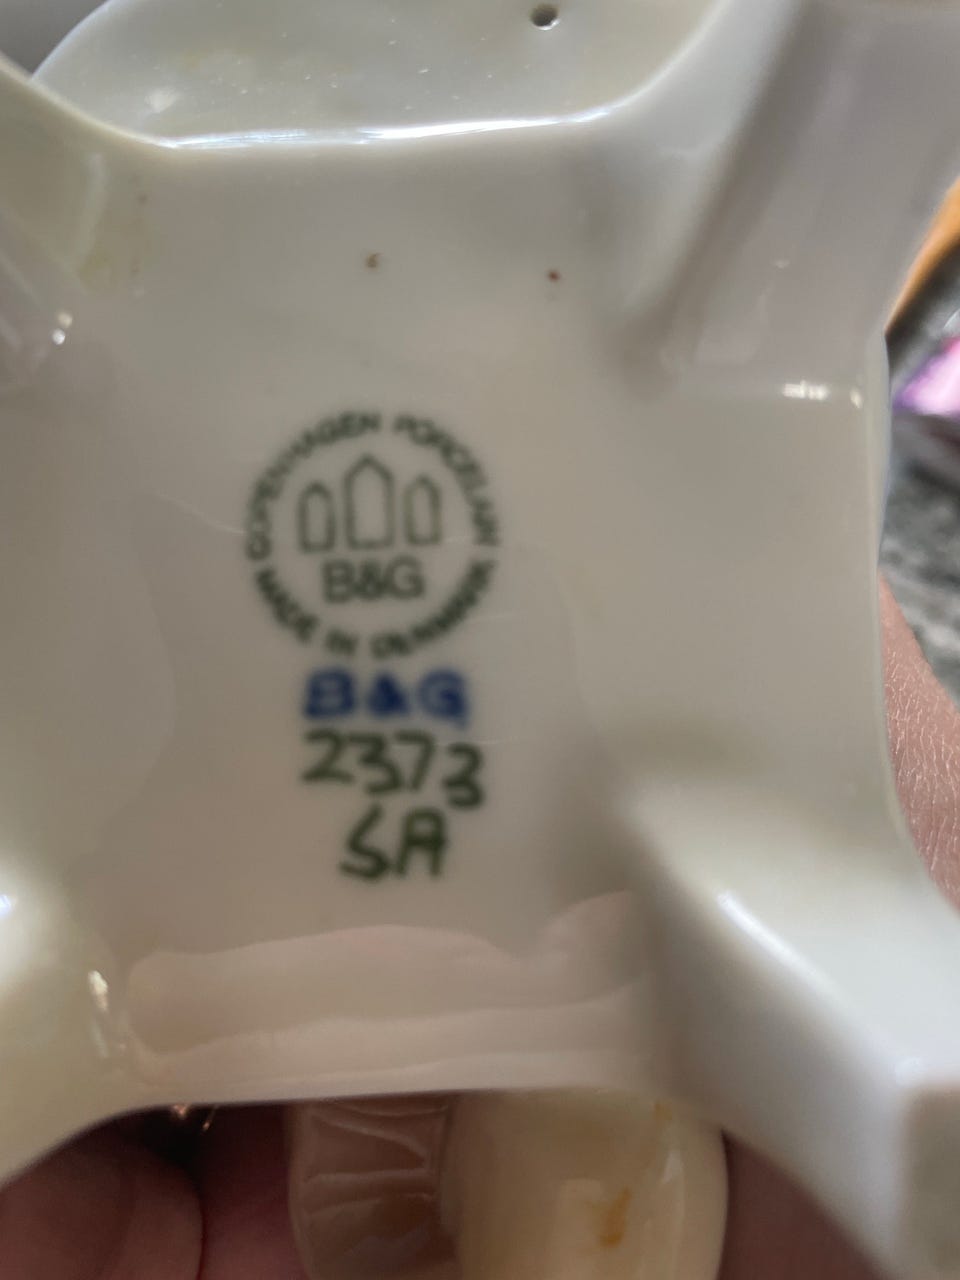 COPENHAGEN PORCELAIN
B&G
MADE IN DENMARK
B&G
2373
SA